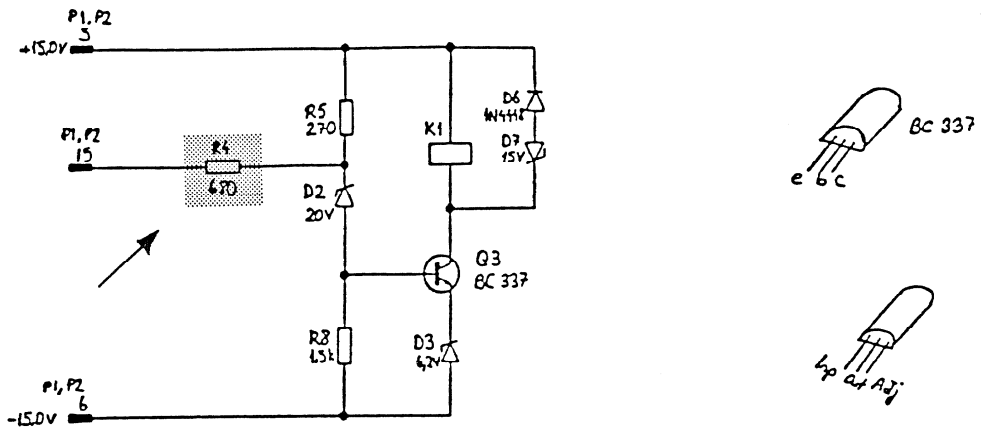 P1, P2
5
+15.0V
R5
270
K1
D6
1N4448
D7
15V
BC 337
e b c
P1, P2
15
R4
680
D2
20V
Q3
BC 337
R8
1.5k
D3
6,2V
P1, P2
6
-15.0V
Adj